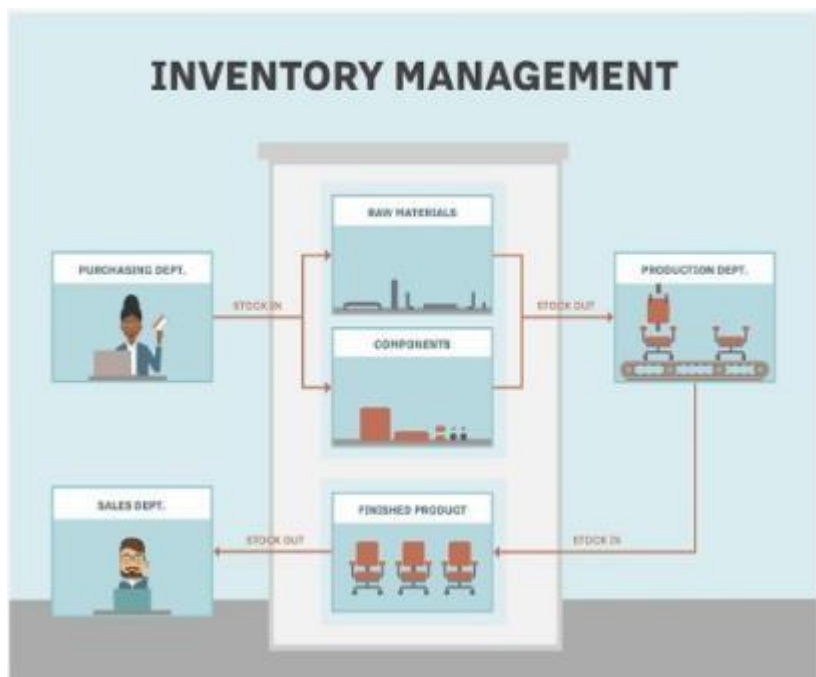 INVENTORY MANAGEMENT
RAW MATERIALS
PURCHASING DEPT.
PRODUCTION DEPT.
STOCK IN
STOCK OUT
COMPONENTS
SALES DEPT.
FINISHED PRODUCT
STOCK OUT
STOCK IN